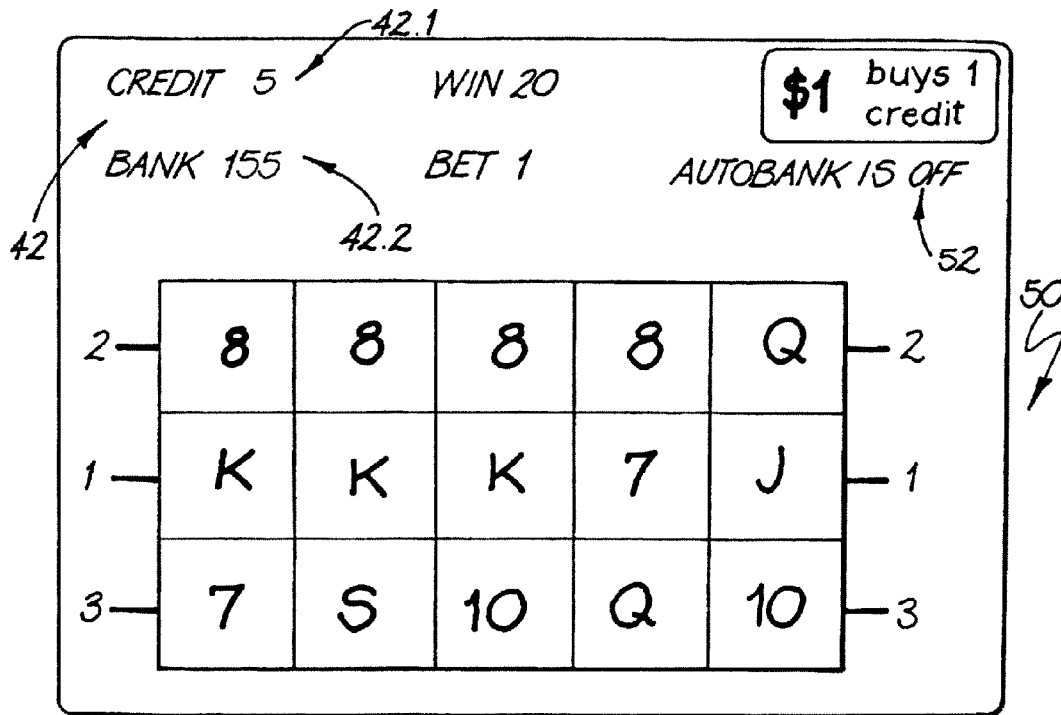 42.1
CREDIT 5 WIN 20 $1 buys 1
credit
BANK 155 BET 1 AUTOBANK IS OFF
42 42.2 52
50
2 8 8 8 8 Q 2
1 K K K 7 J 1
3 7 S 10 Q 10 3